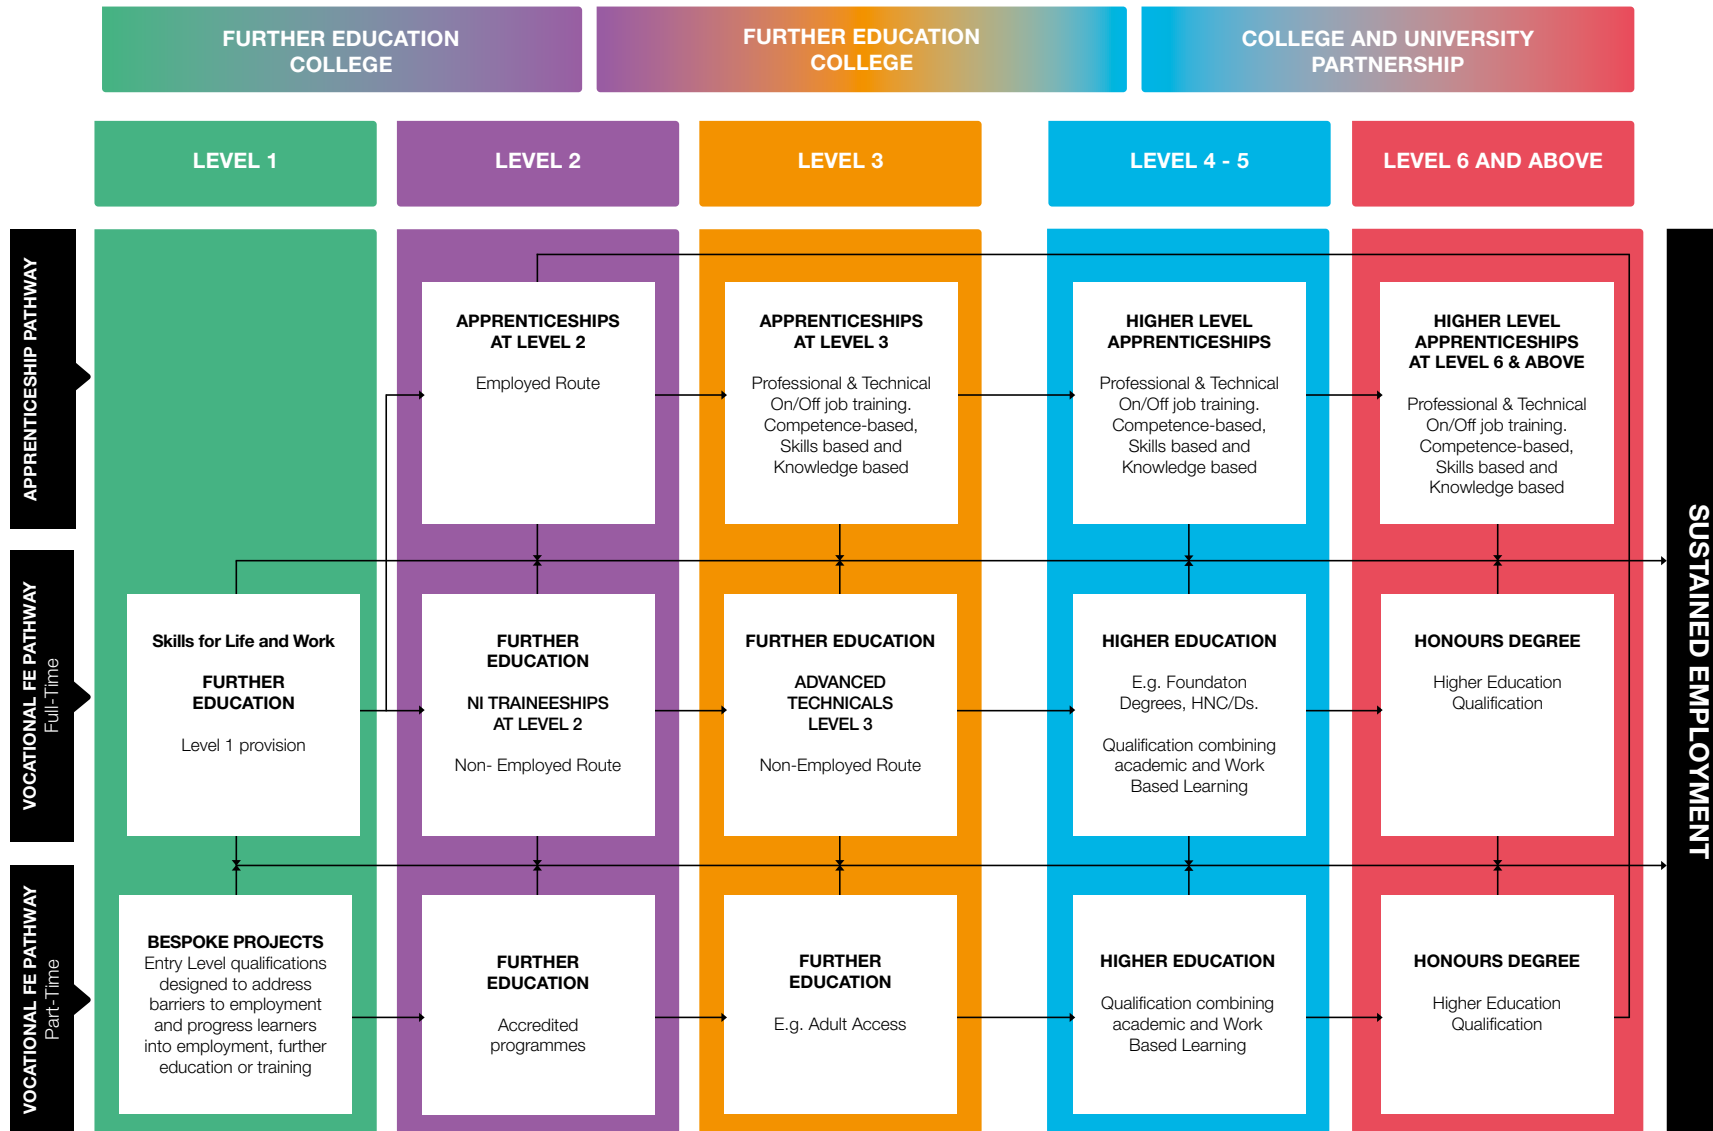 FURTHER EDUCATION
COLLEGE
FURTHER EDUCATION
COLLEGE
COLLEGE AND UNIVERSITY
PARTNERSHIP
LEVEL 1
LEVEL 2
LEVEL 3
LEVEL 4 - 5
LEVEL 6 AND ABOVE
APPRENTICESHIP PATHWAY
APPRENTICESHIPS
AT LEVEL 2
Employed Route
APPRENTICESHIPS
AT LEVEL 3
Professional & Technical
On/Off job training.
Competence-based,
Skills based and
Knowledge based
HIGHER LEVEL
APPRENTICESHIPS
Professional & Technical
On/Off job training.
Competence-based,
Skills based and
Knowledge based
HIGHER LEVEL
APPRENTICESHIPS
AT LEVEL 6 & ABOVE
Professional & Technical
On/Off job training.
Competence-based,
Skills based and
Knowledge based
VOCATIONAL FE PATHWAY
Full-Time
Skills for Life and Work
FURTHER
EDUCATION
Level 1 provision
FURTHER
EDUCATION
NI TRAINEESHIPS
AT LEVEL 2
Non- Employed Route
FURTHER EDUCATION
ADVANCED
TECHNICALS
LEVEL 3
Non-Employed Route
HIGHER EDUCATION
E.g. Foundaton
Degrees, HNC/Ds.
Qualification combining
academic and Work
Based Learning
HONOURS DEGREE
Higher Education
Qualification
VOCATIONAL FE PATHWAY
Part-Time
BESPOKE PROJECTS
Entry Level qualifications
designed to address
barriers to employment
and progress learners
into employment, further
education or training
FURTHER
EDUCATION
Accredited
programmes
FURTHER
EDUCATION
E.g. Adult Access
HIGHER EDUCATION
Qualification combining
academic and Work
Based Learning
HONOURS DEGREE
Higher Education
Qualification
SUSTAINED EMPLOYMENT